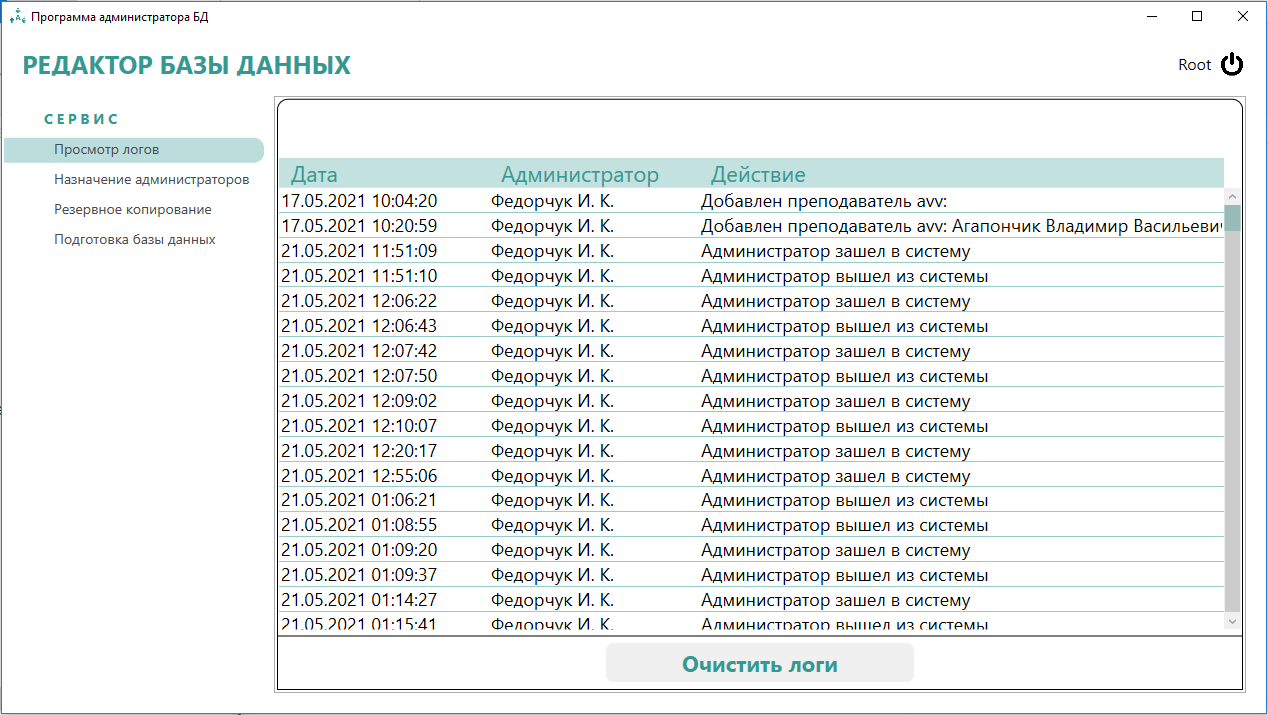 Программа администратора БД
РЕДАКТОР БАЗЫ ДАННЫХ
Root
СЕРВИС
Просмотр логов
Назначение администраторов
Резервное копирование
Подготовка базы данных
Дата Администратор Действие
17.05.2021 10:04:20 Федорчук И. К. Добавлен преподаватель avv:
17.05.2021 10:20:59 Федорчук И. К. Добавлен преподаватель avv: Агапончик Владимир Васильевич
21.05.2021 11:51:09 Федорчук И. К. Администратор зашел в систему
21.05.2021 11:51:10 Федорчук И. К. Администратор вышел из системы
21.05.2021 12:06:22 Федорчук И. К. Администратор зашел в систему
21.05.2021 12:06:43 Федорчук И. К. Администратор вышел из системы
21.05.2021 12:07:42 Федорчук И. К. Администратор зашел в систему
21.05.2021 12:07:50 Федорчук И. К. Администратор вышел из системы
21.05.2021 12:09:02 Федорчук И. К. Администратор зашел в систему
21.05.2021 12:10:07 Федорчук И. К. Администратор вышел из системы
21.05.2021 12:20:17 Федорчук И. К. Администратор зашел в систему
21.05.2021 12:55:06 Федорчук И. К. Администратор зашел в систему
21.05.2021 01:06:21 Федорчук И. К. Администратор вышел из системы
21.05.2021 01:08:55 Федорчук И. К. Администратор вышел из системы
21.05.2021 01:09:20 Федорчук И. К. Администратор зашел в систему
21.05.2021 01:09:37 Федорчук И. К. Администратор вышел из системы
21.05.2021 01:14:27 Федорчук И. К. Администратор зашел в систему
21.05.2021 01:15:41 Федорчук И. К. Администратор вышел из системы
Очистить логи